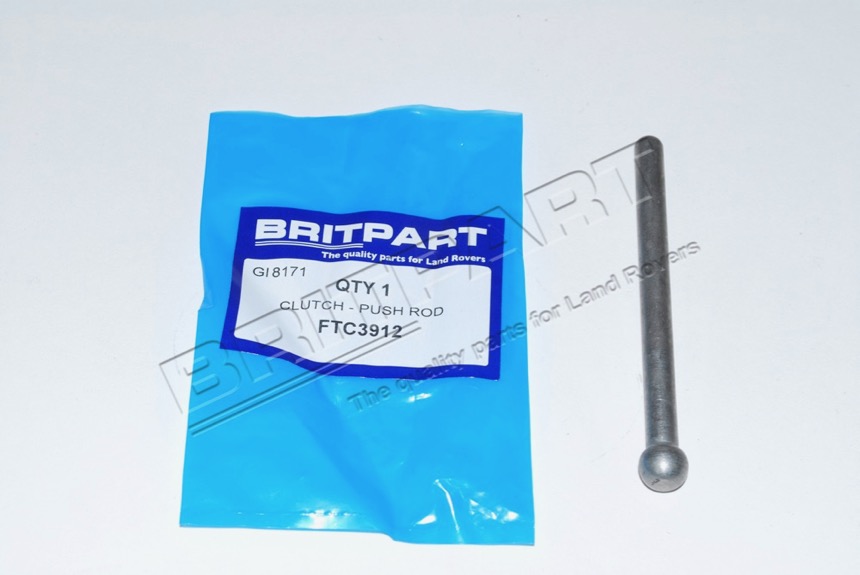 BRITPART
The quality parts for Land Rovers
GI8171
QTY 1
CLUTCH - PUSH ROD
FTC3912
BRITPART
The quality parts for Land Rovers